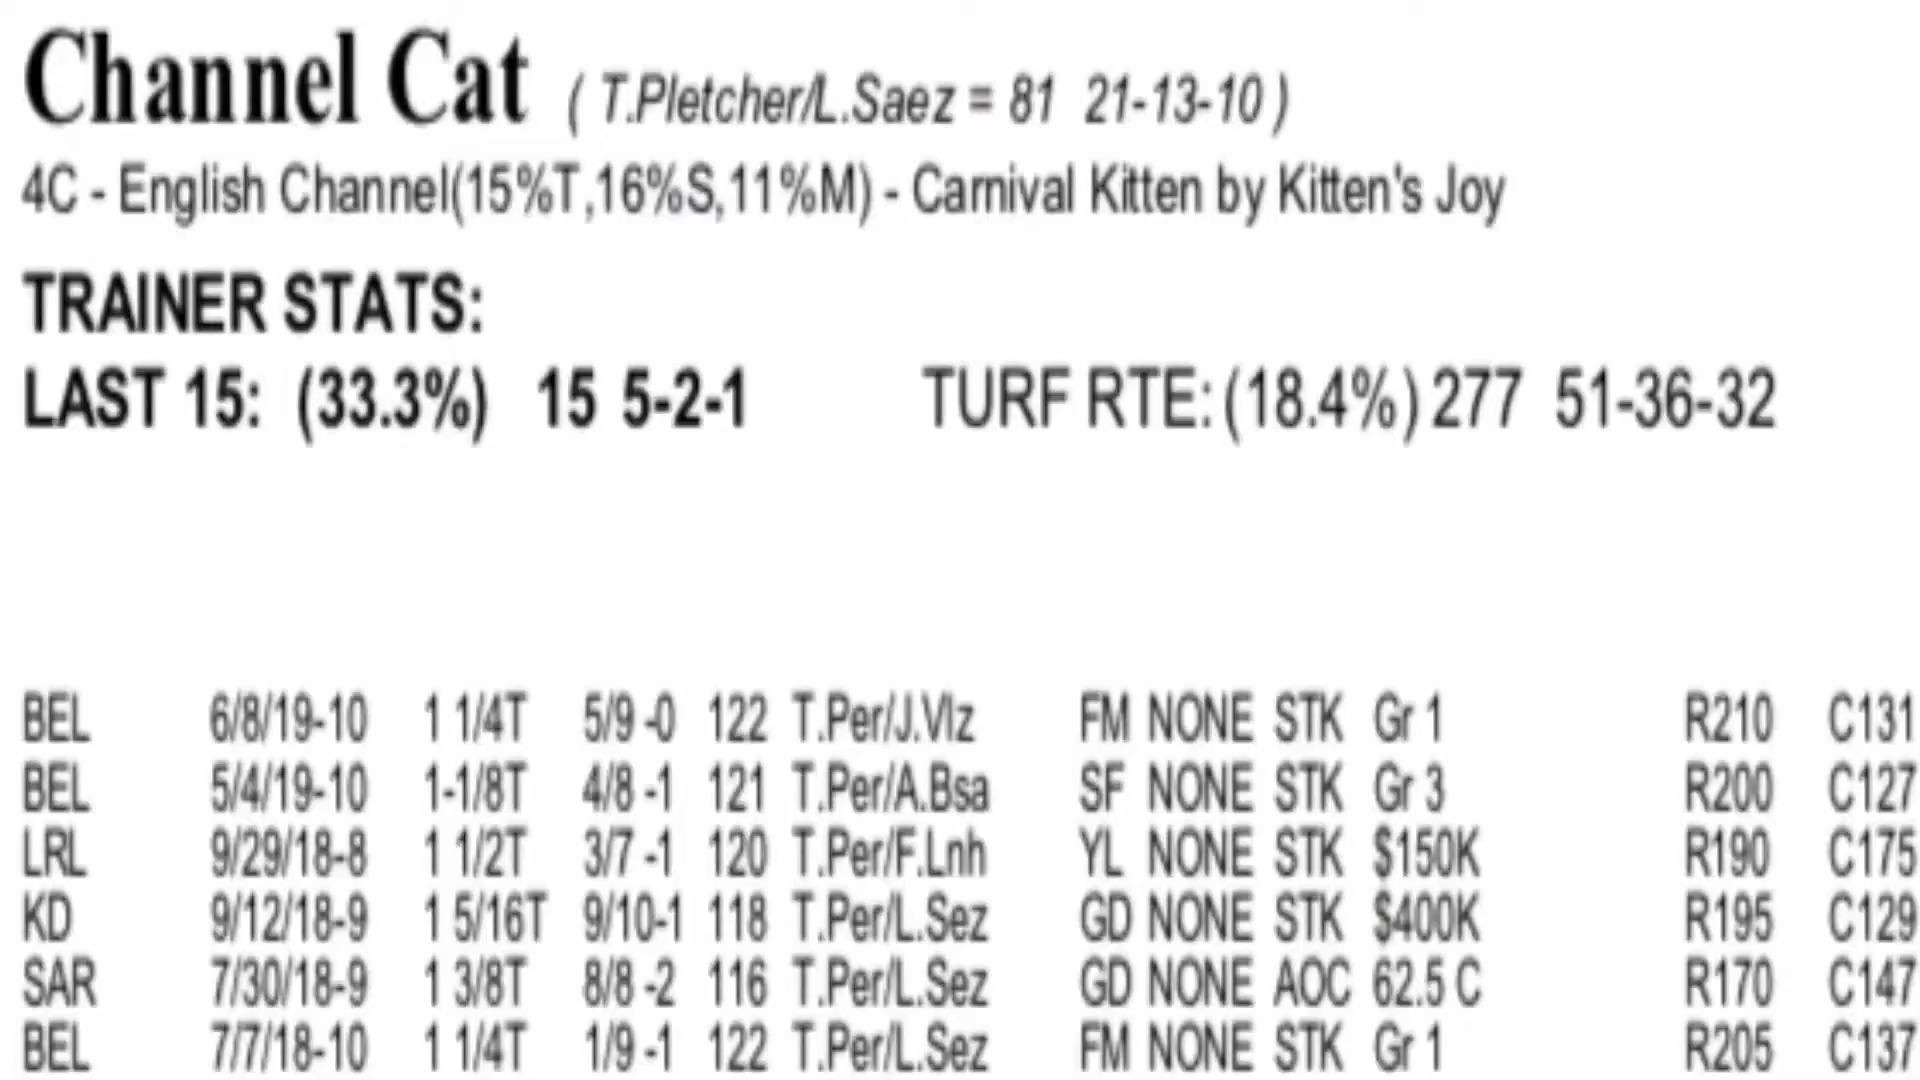 Channel Cat ( T.Pletcher/L.Saez = 81 21-13-10 )
4C - English Channel(15%T,16%S,11%M) - Carnival Kitten by Kitten's Joy
TRAINER STATS:
LAST 15: (33.3%) 15 5-2-1 TURF RTE: (18.4%) 277 51-36-32
BEL 6/8/19-10 1 1/4T 5/9 -0 122 T.Per/J.Vlz FM NONE STK Gr 1 R210 C131
BEL 5/4/19-10 1-1/8T 4/8 -1 121 T.Per/A.Bsa SF NONE STK Gr 3 R200 C127
LRL 9/29/18-8 1 1/2T 3/7 -1 120 T.Per/F.Lnh YL NONE STK $150K R190 C175
KD 9/12/18-9 1 5/16T 9/10-1 118 T.Per/L.Sez GD NONE STK $400K R195 C129
SAR 7/30/18-9 1 3/8T 8/8 -2 116 T.Per/L.Sez GD NONE AOC 62.5 C R170 C147
BEL 7/7/18-10 1 1/4T 1/9 -1 122 T.Per/L.Sez FM NONE STK Gr 1 R205 C137